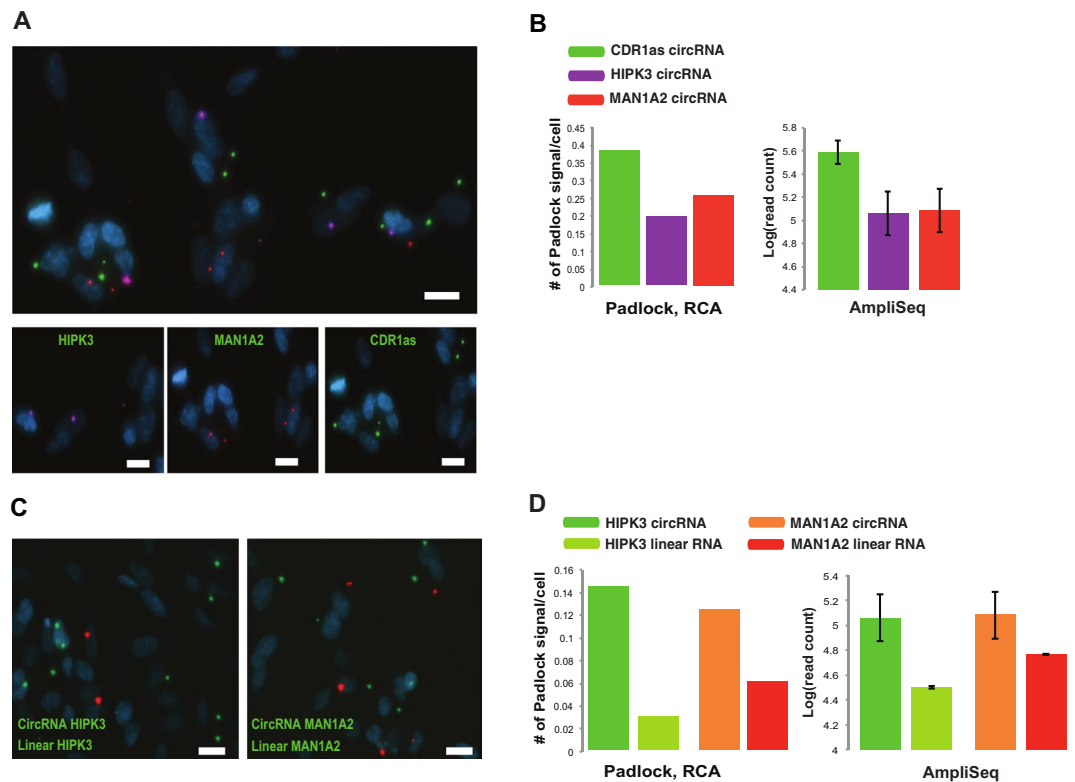 A
HIPK3
MAN1A2
CDR1as
B
CDR1as circRNA
HIPK3 circRNA
MAN1A2 circRNA
# of Padlock signal/cell
0.45
0.4
0.35
0.3
0.25
0.2
0.15
0.1
0.05
0
Padlock, RCA
Log(read count)
5.8
5.6
5.4
5.2
5
4.8
4.6
4.4
AmpliSeq
C
CircRNA HIPK3
Linear HIPK3
CircRNA MAN1A2
Linear MAN1A2
D
HIPK3 circRNA
HIPK3 linear RNA
MAN1A2 circRNA
MAN1A2 linear RNA
# of Padlock signal/cell
0.16
0.14
0.12
0.1
0.08
0.06
0.04
0.02
0
Padlock, RCA
Log(read count)
5.4
5.2
5
4.8
4.6
4.4
4.2
4
AmpliSeq